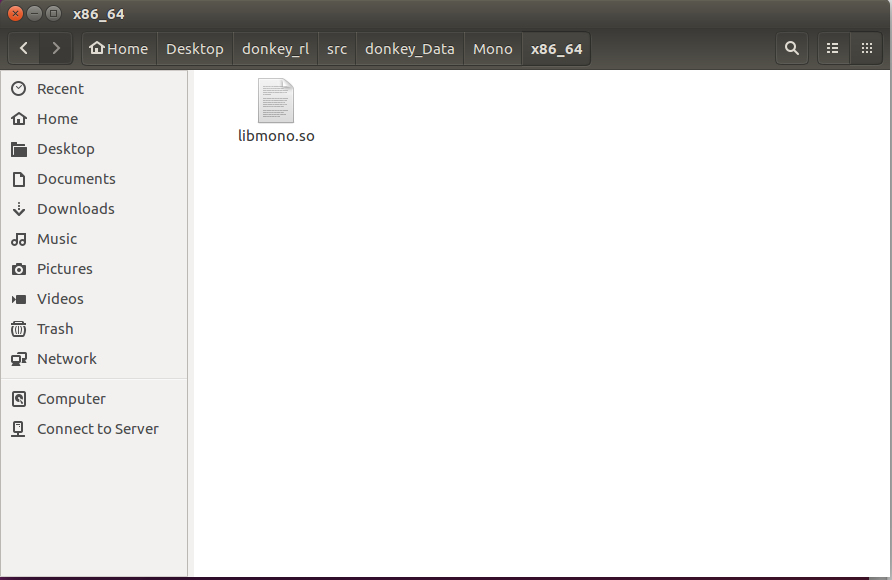 x86_64
Home Desktop donkey_rl src donkey_Data Mono x86_64
Recent
Home
Desktop
Documents
Downloads
Music
Pictures
Videos
Trash
Network
Computer
Connect to Server
libmono.so